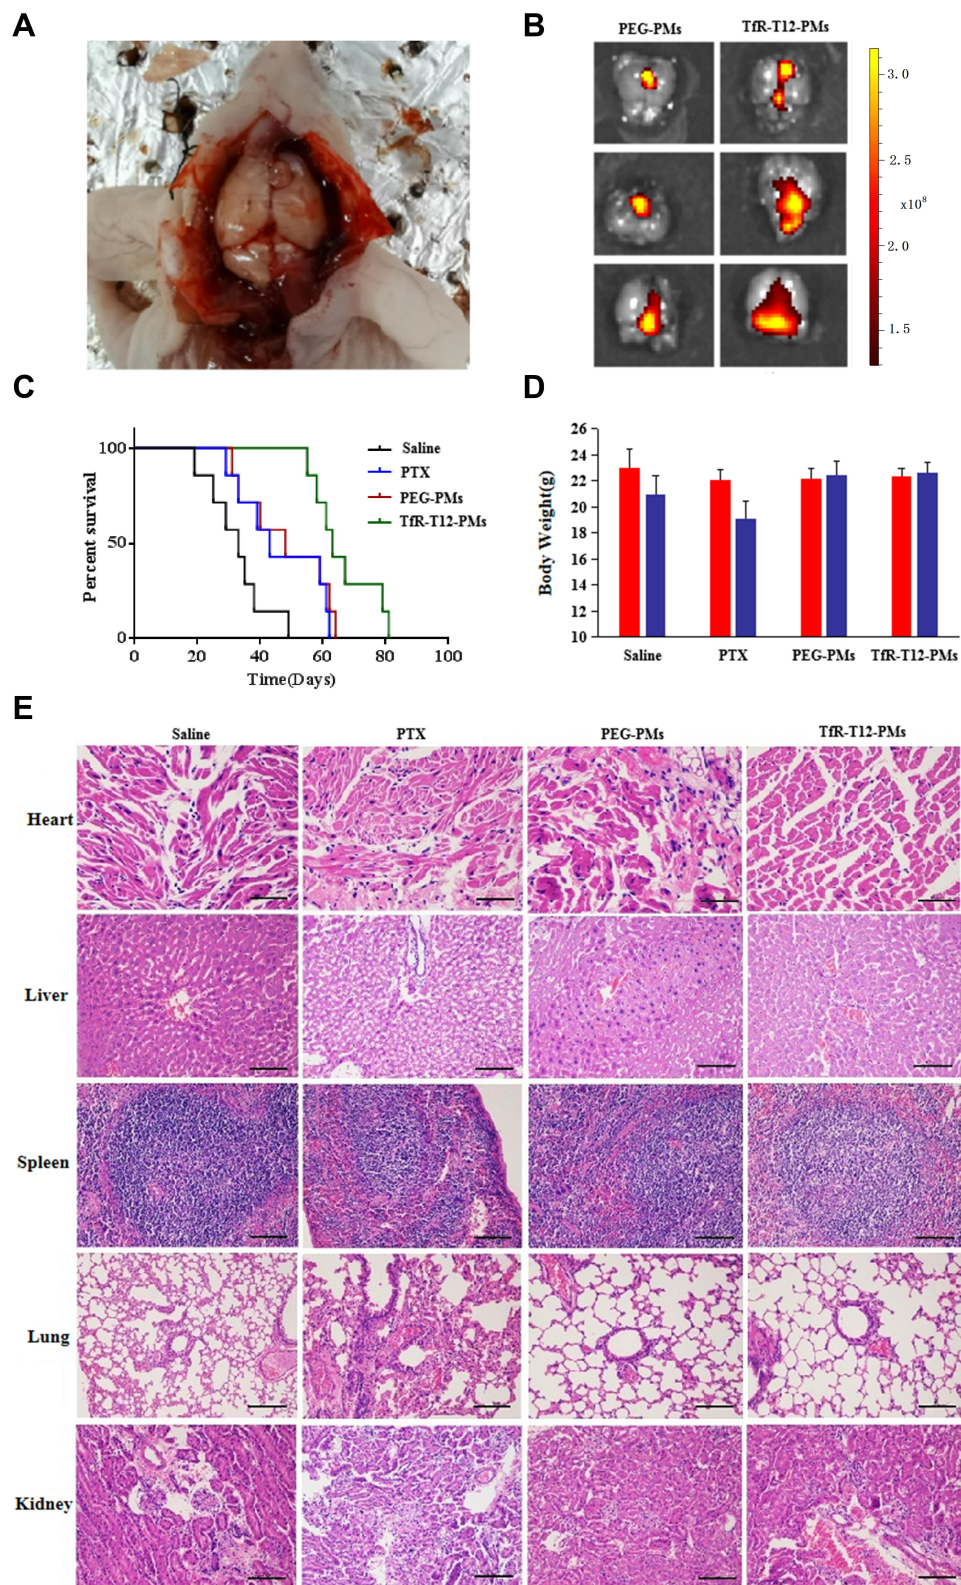 A
B
PEG-PMs
TfR-T12-PMs
3.0
2.5
x10⁸
2.0
1.5
C
100
50
0
Percent survival
0 20 40 60 80 100
Time(Days)
Saline
PTX
PEG-PMs
TfR-T12-PMs
D
26
24
22
20
18
16
14
12
10
Body Weight(g)
Saline PTX PEG-PMs TfR-T12-PMs
E
Saline PTX PEG-PMs TfR-T12-PMs
Heart
Liver
Spleen
Lung
Kidney